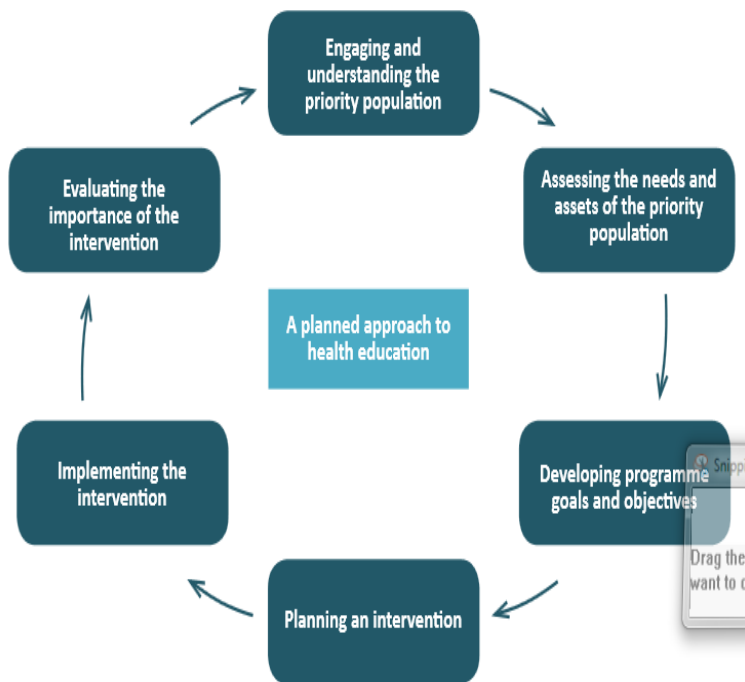 Engaging and
understanding the
priority population
Assessing the needs and
assets of the priority
population
Developing programme
goals and objectives
Planning an intervention
Implementing the
intervention
Evaluating the
importance of the
intervention
A planned approach to
health education
Drag the
want to